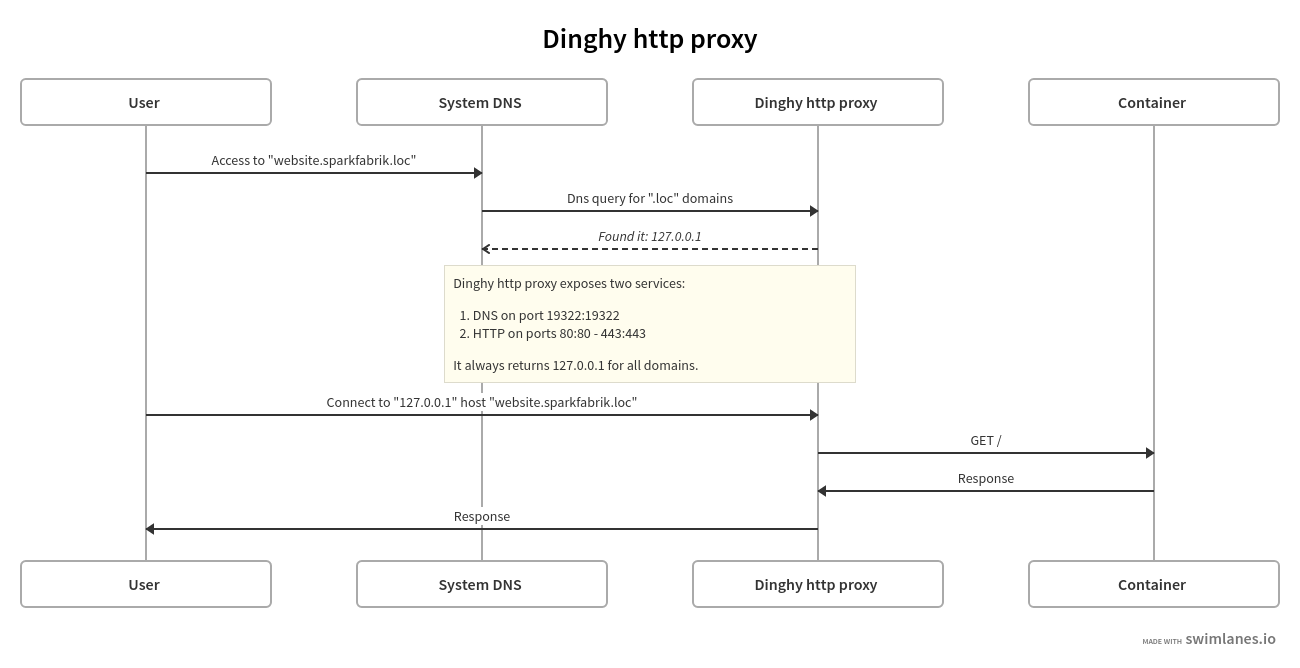 Dinghy http proxy
User
System DNS
Dinghy http proxy
Container
Access to "website.sparkfabrik.loc"
Dns query for ".loc" domains
Found it: 127.0.0.1
Dinghy http proxy exposes two services:
1. DNS on port 19322:19322
2. HTTP on ports 80:80 - 443:443
It always returns 127.0.0.1 for all domains.
Connect to "127.0.0.1" host "website.sparkfabrik.loc"
GET /
Response
Response
User
System DNS
Dinghy http proxy
Container
MADE WITH swimlanes.io